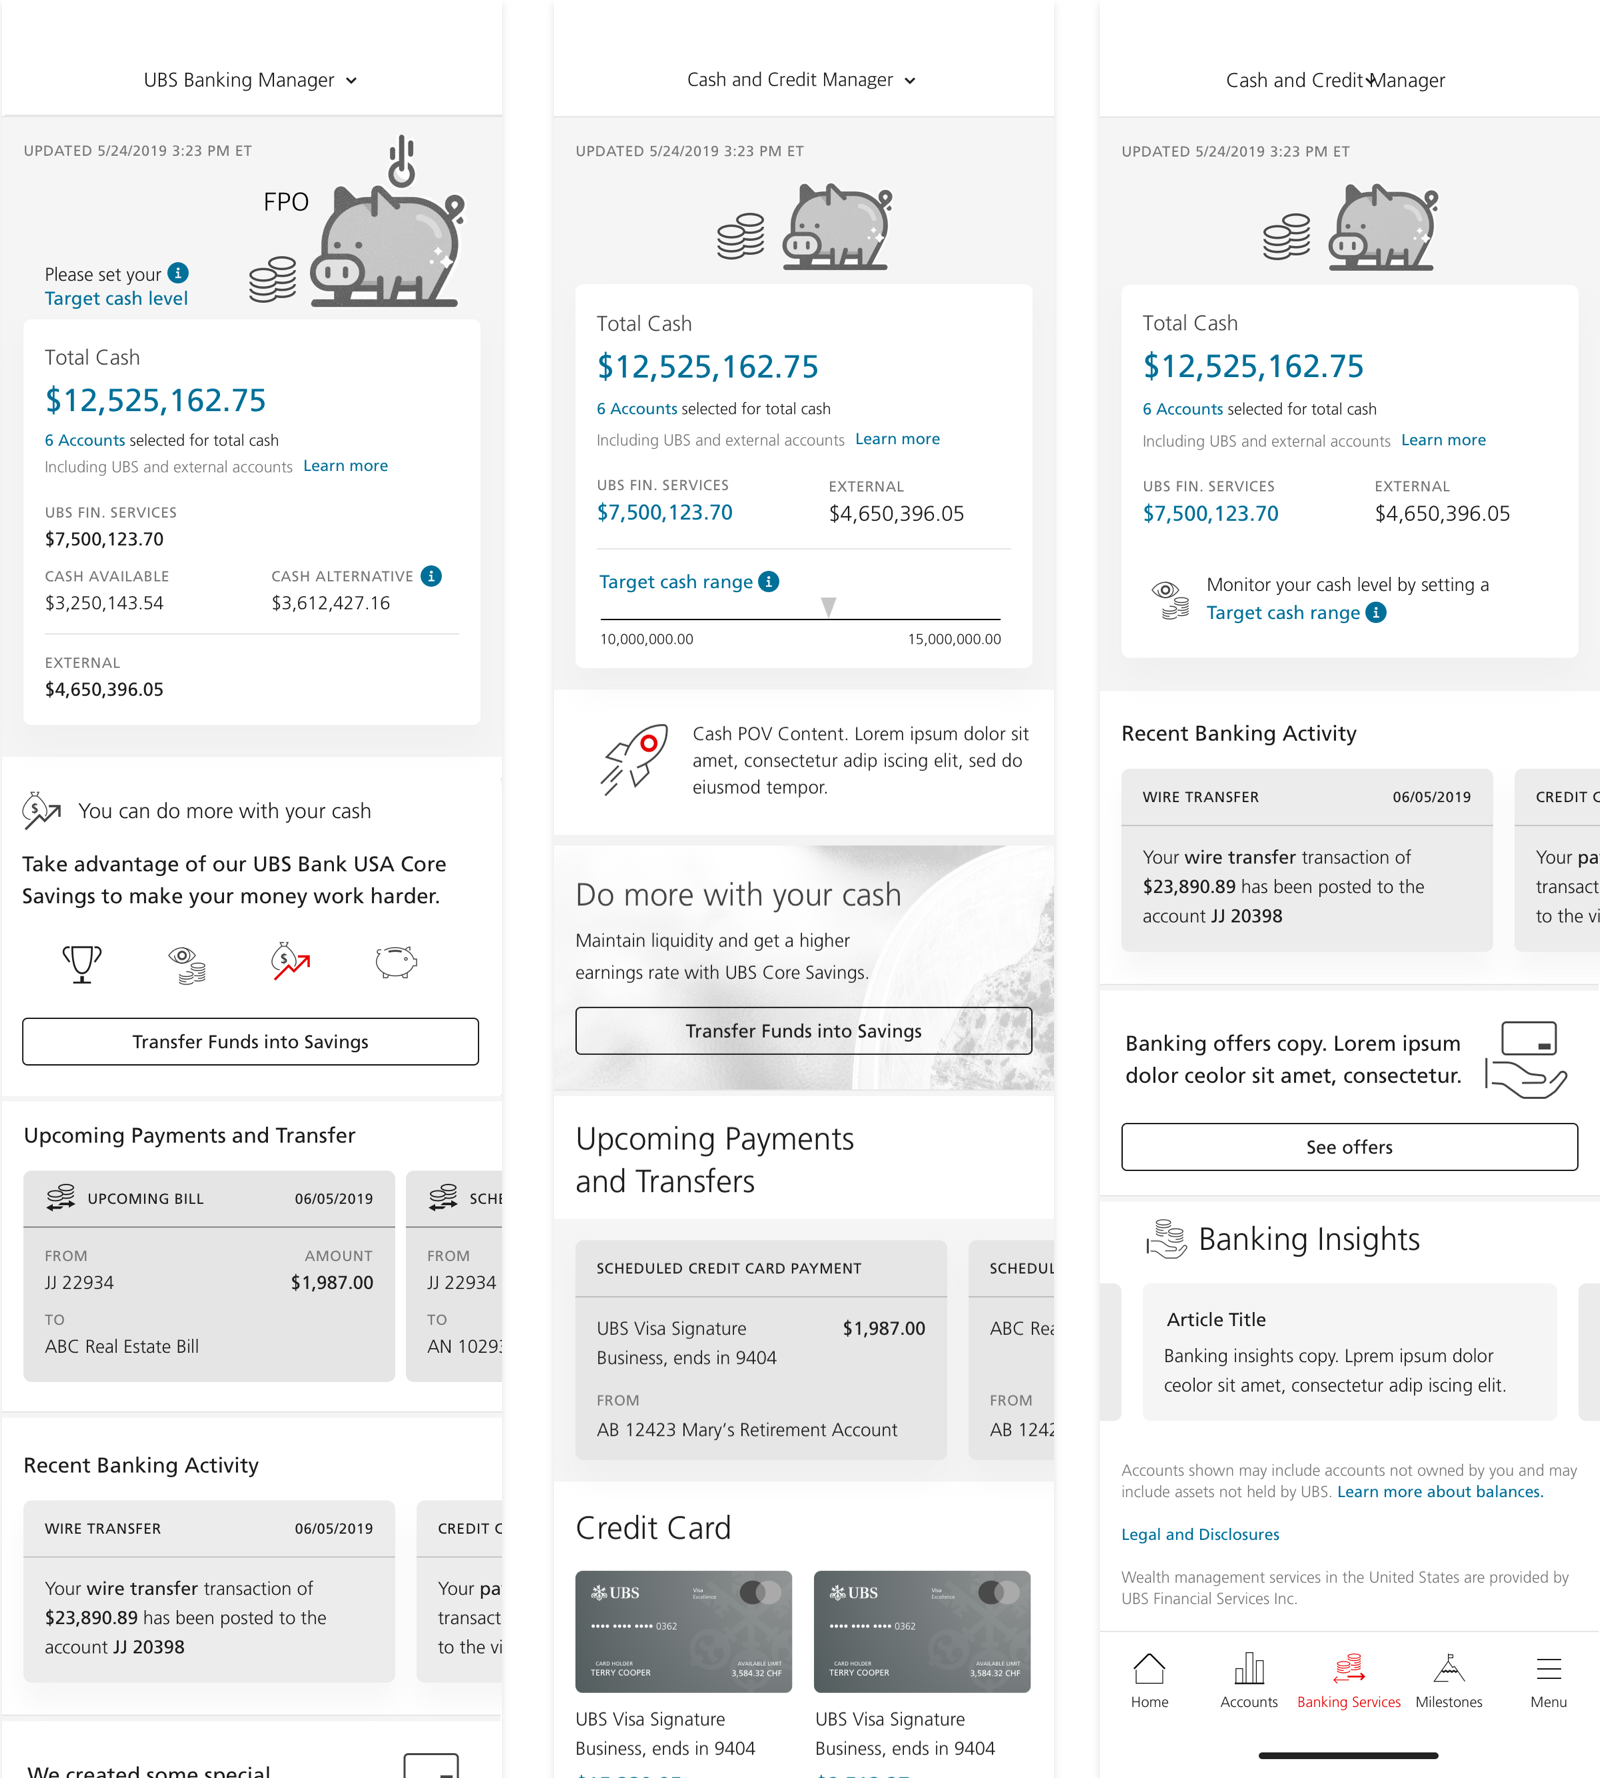 UBS Banking Manager
UPDATED 5/24/2019 3:23 PM ET
FPO
Please set your
Target cash level
Total Cash
$12,525,162.75
6 Accounts selected for total cash
Including UBS and external accounts Learn more
UBS FIN. SERVICES
$7,500,123.70
CASH AVAILABLE CASH ALTERNATIVE
$3,250,143.54 $3,612,427.16
EXTERNAL
$4,650,396.05
You can do more with your cash
Take advantage of our UBS Bank USA Core
Savings to make your money work harder.
Transfer Funds into Savings
Upcoming Payments and Transfer
UPCOMING BILL 06/05/2019
FROM AMOUNT
JJ 22934 $1,987.00
TO
ABC Real Estate Bill
SCHE
FROM
JJ 22934
TO
AN 10293
Recent Banking Activity
WIRE TRANSFER 06/05/2019
Your wire transfer transaction of
$23,890.89 has been posted to the
account JJ 20398
CREDIT C
Your pa
transact
to the vi
We created some special
Cash and Credit Manager
UPDATED 5/24/2019 3:23 PM ET
Total Cash
$12,525,162.75
6 Accounts selected for total cash
Including UBS and external accounts Learn more
UBS FIN. SERVICES EXTERNAL
$7,500,123.70 $4,650,396.05
Target cash range
10,000,000.00 15,000,000.00
Cash POV Content. Lorem ipsum dolor sit
amet, consectetur adip iscing elit, sed do
eiusmod tempor.
Do more with your cash
Maintain liquidity and get a higher
earnings rate with UBS Core Savings.
Transfer Funds into Savings
Upcoming Payments
and Transfers
SCHEDULED CREDIT CARD PAYMENT
UBS Visa Signature $1,987.00
Business, ends in 9404
FROM
AB 12423 Mary’s Retirement Account
SCHEDUL
ABC Rea
FROM
AB 1242
Credit Card
UBS Visa Excellence
•••• •••• •••• 0362
CARD HOLDER AVAILABLE LIMIT
TERRY COOPER 3,584.32 CHF
UBS Visa Signature
Business, ends in 9404
UBS Visa Excellence
•••• •••• •••• 0362
CARD HOLDER AVAILABLE LIMIT
TERRY COOPER 3,584.32 CHF
UBS Visa Signature
Business, ends in 9404
Cash and Credit Manager
UPDATED 5/24/2019 3:23 PM ET
Total Cash
$12,525,162.75
6 Accounts selected for total cash
Including UBS and external accounts Learn more
UBS FIN. SERVICES EXTERNAL
$7,500,123.70 $4,650,396.05
Monitor your cash level by setting a
Target cash range
Recent Banking Activity
WIRE TRANSFER 06/05/2019
Your wire transfer transaction of
$23,890.89 has been posted to the
account JJ 20398
CREDIT C
Your pa
transact
to the vi
Banking offers copy. Lorem ipsum
dolor ceolor sit amet, consectetur.
See offers
Banking Insights
Article Title
Banking insights copy. Lprem ipsum dolor
ceolor sit amet, consectetur adip iscing elit.
Accounts shown may include accounts not owned by you and may
include assets not held by UBS. Learn more about balances.
Legal and Disclosures
Wealth management services in the United States are provided by
UBS Financial Services Inc.
Home Accounts Banking Services Milestones Menu